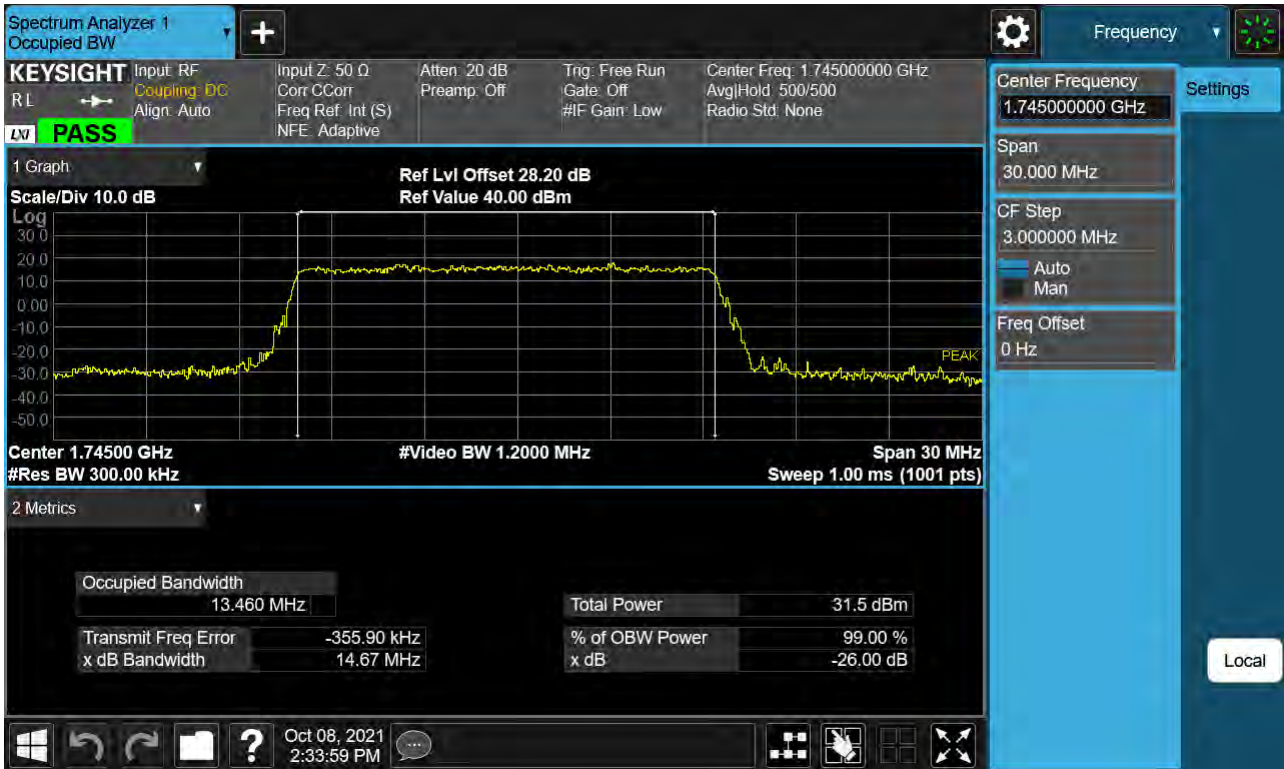 Spectrum Analyzer 1
Occupied BW
+
Frequency
KEYSIGHT
R L
LXI
PASS
Input: RF
Coupling: DC
Align: Auto
Input Z: 50 Ω
Corr CCorr
Freq Ref: Int (S)
NFE: Adaptive
Atten: 20 dB
Preamp: Off
Trig: Free Run
Gate: Off
#IF Gain: Low
Center Freq: 1.745000000 GHz
Avg|Hold: 500/500
Radio Std: None
Center Frequency
1.745000000 GHz
Settings
Span
30.000 MHz
CF Step
3.000000 MHz
Auto
Man
Freq Offset
0 Hz
Local
1 Graph
Scale/Div 10.0 dB
Ref Lvl Offset 28.20 dB
Ref Value 40.00 dBm
Log
30.0
20.0
10.0
0.00
-10.0
-20.0
-30.0
-40.0
-50.0
PEAK
Center 1.74500 GHz
#Video BW 1.2000 MHz
Span 30 MHz
#Res BW 300.00 kHz
Sweep 1.00 ms (1001 pts)
2 Metrics
Occupied Bandwidth
13.460 MHz
Total Power 31.5 dBm
Transmit Freq Error -355.90 kHz
% of OBW Power 99.00 %
x dB Bandwidth 14.67 MHz
x dB -26.00 dB
?
Oct 08, 2021
2:33:59 PM